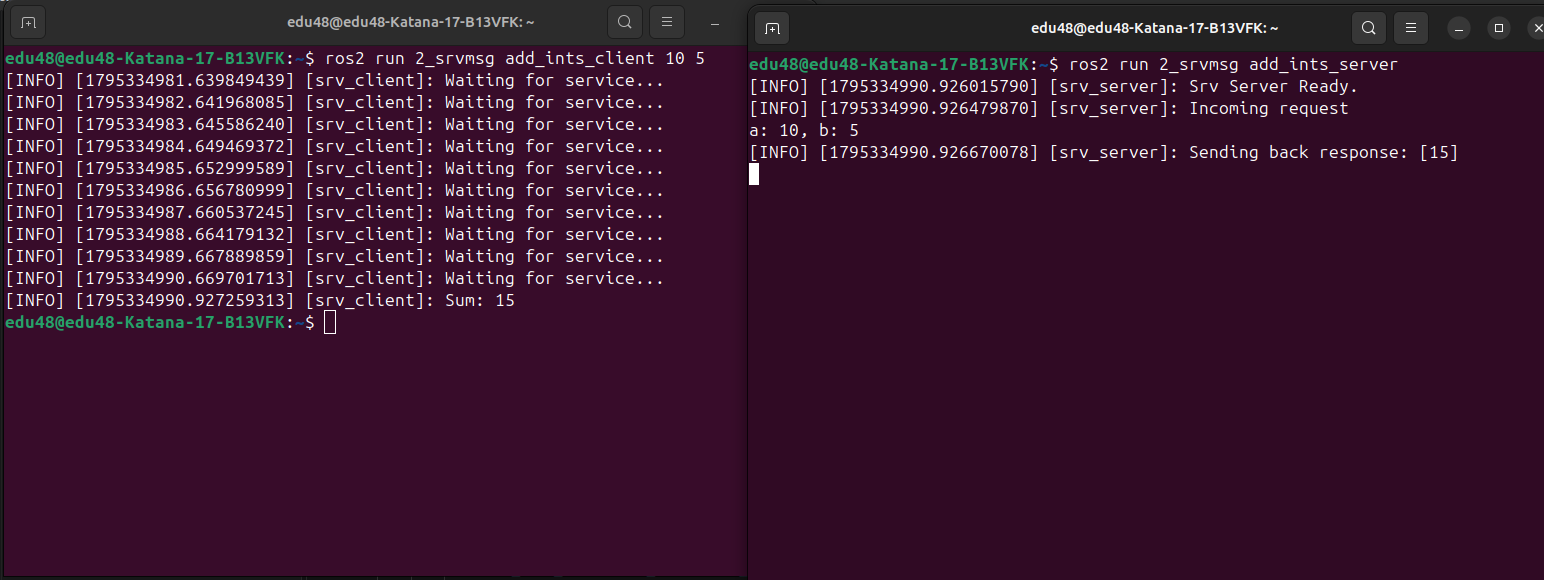 edu48@edu48-Katana-17-B13VFK: ~
edu48@edu48-Katana-17-B13VFK:~$ ros2 run 2_srvmsg add_ints_client 10 5
[INFO] [1795334981.639849439] [srv_client]: Waiting for service...
[INFO] [1795334982.641968085] [srv_client]: Waiting for service...
[INFO] [1795334983.645586240] [srv_client]: Waiting for service...
[INFO] [1795334984.649469372] [srv_client]: Waiting for service...
[INFO] [1795334985.652999589] [srv_client]: Waiting for service...
[INFO] [1795334986.656780999] [srv_client]: Waiting for service...
[INFO] [1795334987.660537245] [srv_client]: Waiting for service...
[INFO] [1795334988.664179132] [srv_client]: Waiting for service...
[INFO] [1795334989.667889859] [srv_client]: Waiting for service...
[INFO] [1795334990.669701713] [srv_client]: Waiting for service...
[INFO] [1795334990.927259313] [srv_client]: Sum: 15
edu48@edu48-Katana-17-B13VFK:~$
edu48@edu48-Katana-17-B13VFK: ~
edu48@edu48-Katana-17-B13VFK:~$ ros2 run 2_srvmsg add_ints_server
[INFO] [1795334990.926015790] [srv_server]: Srv Server Ready.
[INFO] [1795334990.926479870] [srv_server]: Incoming request
a: 10, b: 5
[INFO] [1795334990.926670078] [srv_server]: Sending back response: [15]